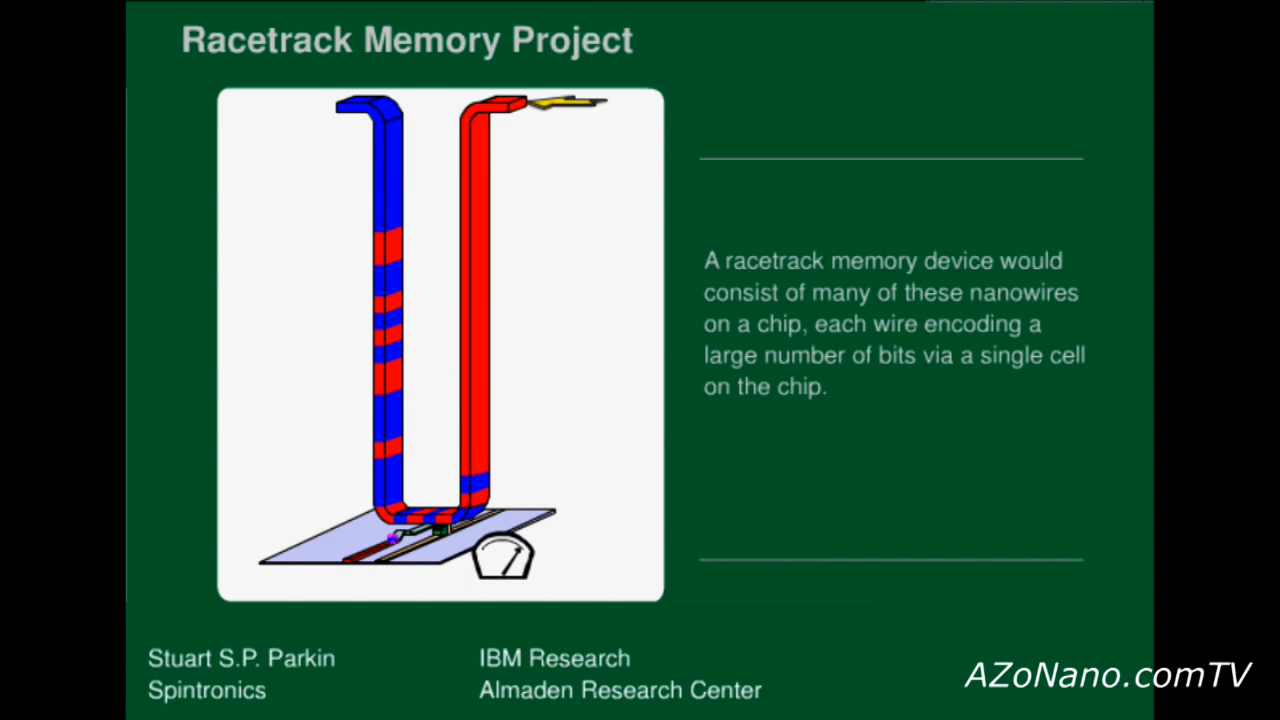 Racetrack Memory Project
A racetrack memory device would
consist of many of these nanowires
on a chip, each wire encoding a
large number of bits via a single cell
on the chip.
Stuart S.P. Parkin
Spintronics
IBM Research
Almaden Research Center
AZoNano.comTV